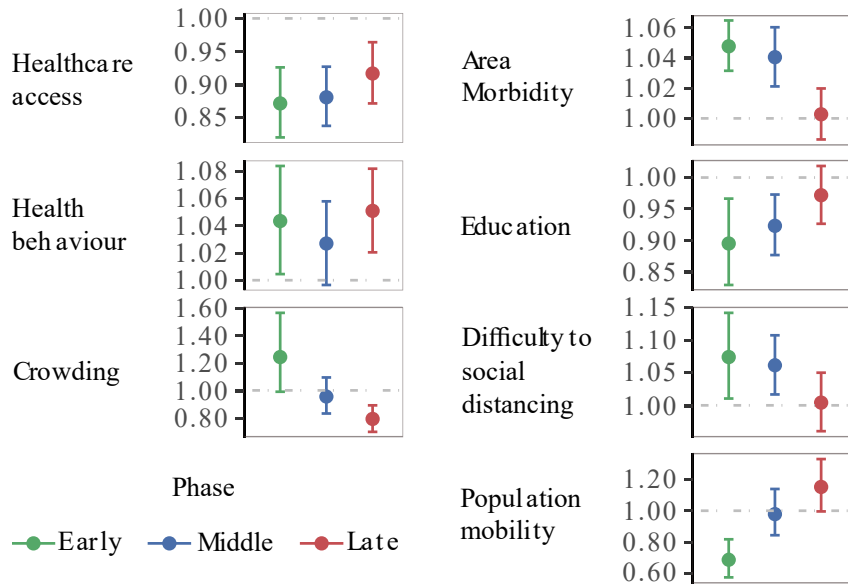 Healthcare
access
1.00
0.95
0.90
0.85
Health
behaviour
1.08
1.06
1.04
1.02
1.00
Crowding
1.60
1.40
1.20
1.00
0.80
Phase
Early
Middle
Late
Area
Morbidity
1.06
1.04
1.02
1.00
Education
1.00
0.95
0.90
0.85
Difficulty to
social
distancing
1.15
1.10
1.05
1.00
Population
mobility
1.20
1.00
0.80
0.60